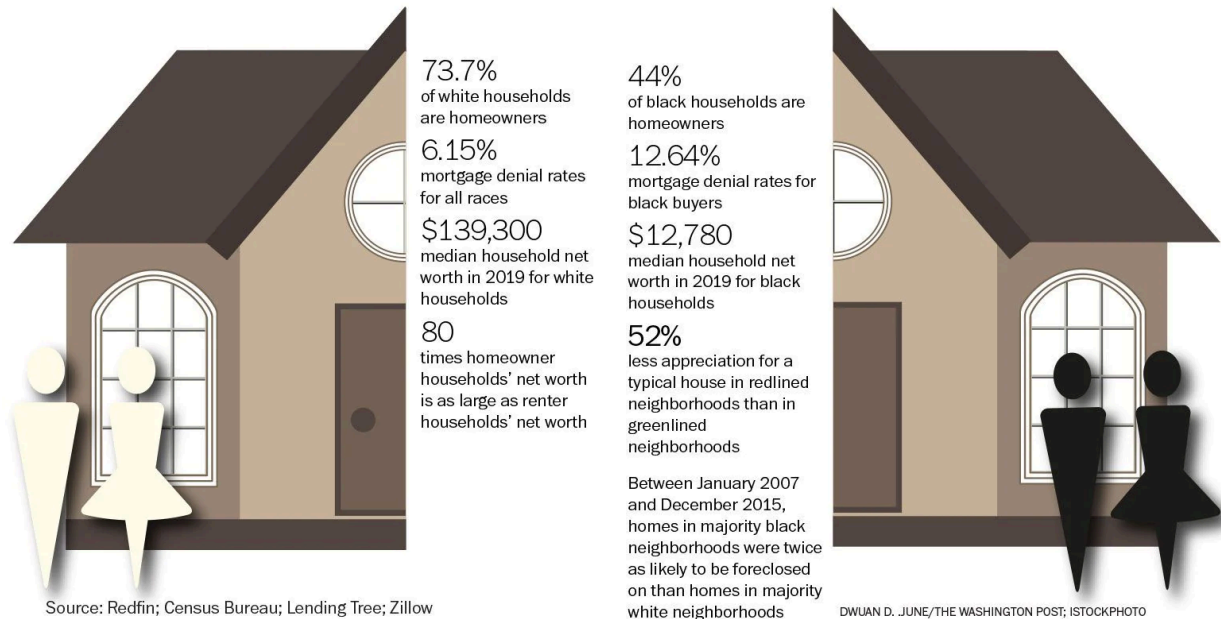 73.7%
of white households
are homeowners
6.15%
mortgage denial rates
for all races
$139,300
median household net
worth in 2019 for white
households
80
times homeowner
households’ net worth
is as large as renter
households’ net worth
44%
of black households are
homeowners
12.64%
mortgage denial rates for
black buyers
$12,780
median household net
worth in 2019 for black
households
52%
less appreciation for a
typical house in redlined
neighborhoods than in
greenlined
neighborhoods
Between January 2007
and December 2015,
homes in majority black
neighborhoods were twice
as likely to be foreclosed
on than homes in majority
white neighborhoods
Source: Redfin; Census Bureau; Lending Tree; Zillow
DWUAN D. JUNE/THE WASHINGTON POST; ISTOCKPHOTO